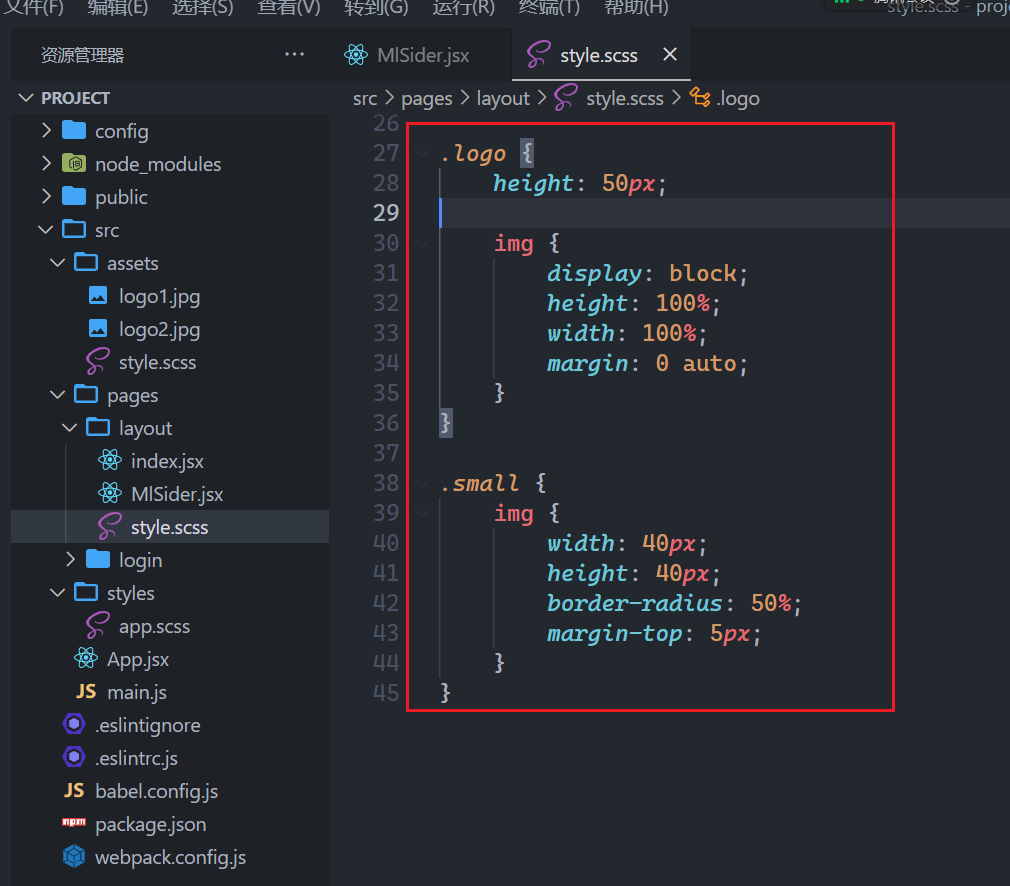 文件(F) 编辑(E) 选择(S) 查看(V) 转到(G) 运行(R) 终端(T) 帮助(H)
style.scss - proj
资源管理器 ···
MlSider.jsx style.scss
PROJECT
src > pages > layout > style.scss > .logo
config
node_modules
public
src
assets
logo1.jpg
logo2.jpg
style.scss
pages
layout
index.jsx
MlSider.jsx
style.scss
login
styles
app.scss
App.jsx
JS main.js
.eslintignore
.eslintrc.js
JS babel.config.js
npm package.json
webpack.config.js
26
27 .logo {
28 height: 50px;
29
30 img {
31 display: block;
32 height: 100%;
33 width: 100%;
34 margin: 0 auto;
35 }
36 }
37
38 .small {
39 img {
40 width: 40px;
41 height: 40px;
42 border-radius: 50%;
43 margin-top: 5px;
44 }
45 }